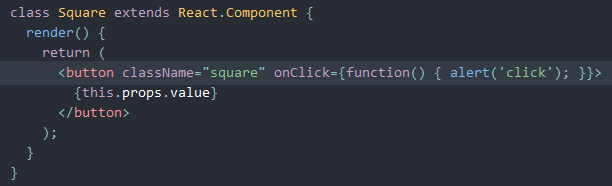 class Square extends React.Component {
render() {
return (
<button className="square" onClick={function() { alert('click'); }}>
{this.props.value}
</button>
);
}
}